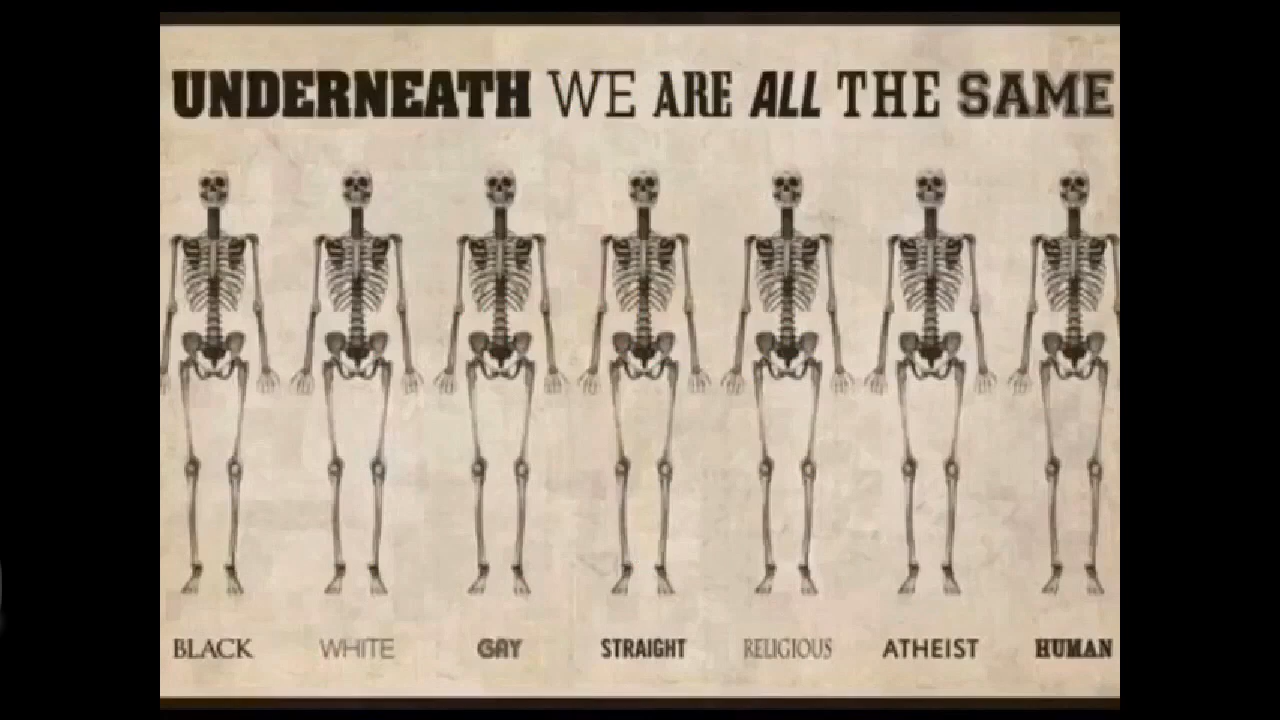 UNDERNEATH WE ARE ALL THE SAME
BLACK WHITE GAY STRAIGHT RELIGIOUS ATHEIST HUMAN